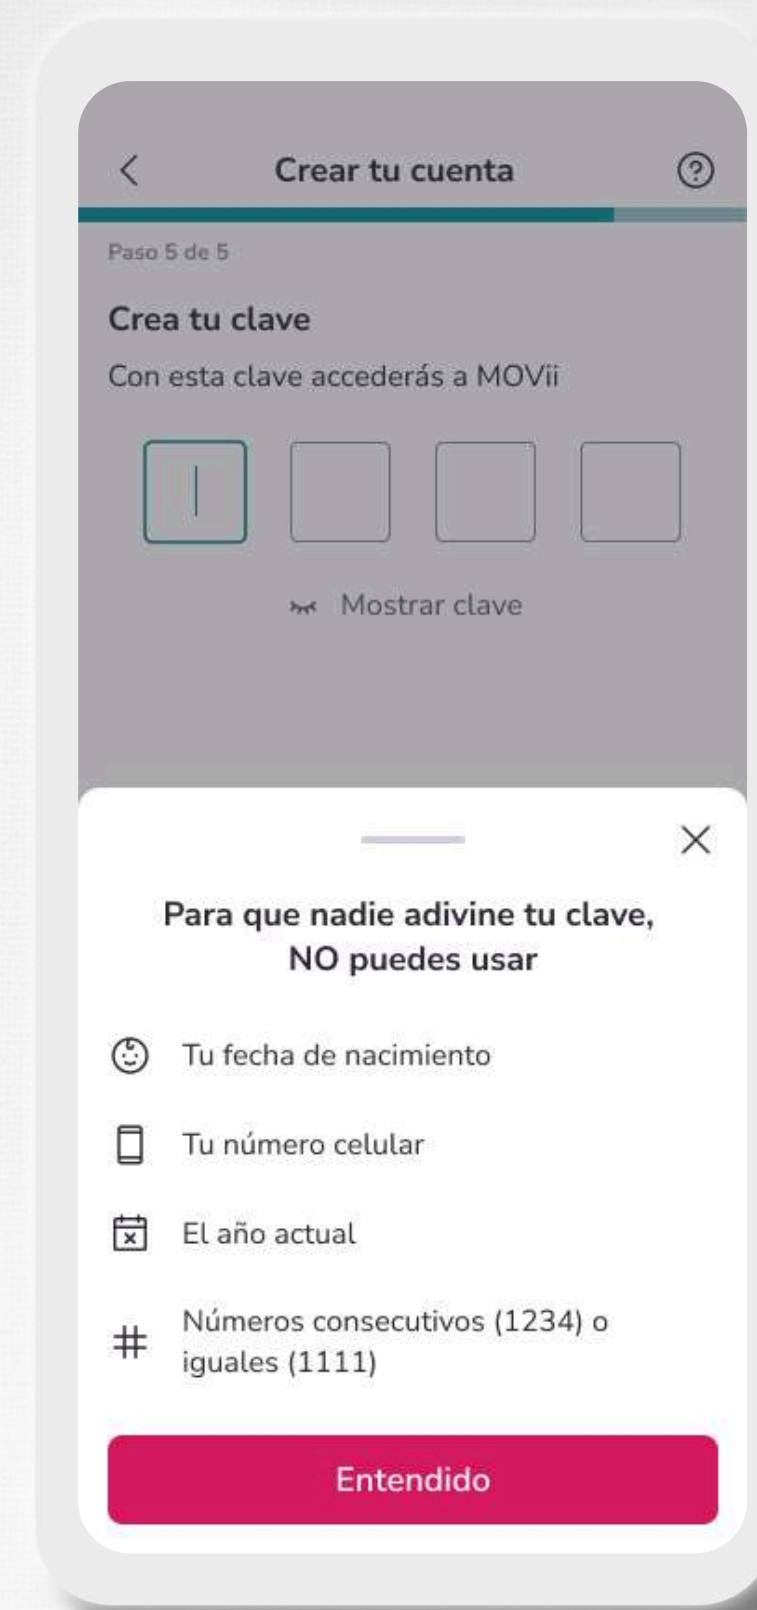 Crear tu cuenta
Paso 5 de 5
Crea tu clave
Con esta clave accederás a MOVii
Mostrar clave
Para que nadie adivine tu clave,
NO puedes usar
Tu fecha de nacimiento
Tu número celular
El año actual
Números consecutivos (1234) o
iguales (1111)
Entendido